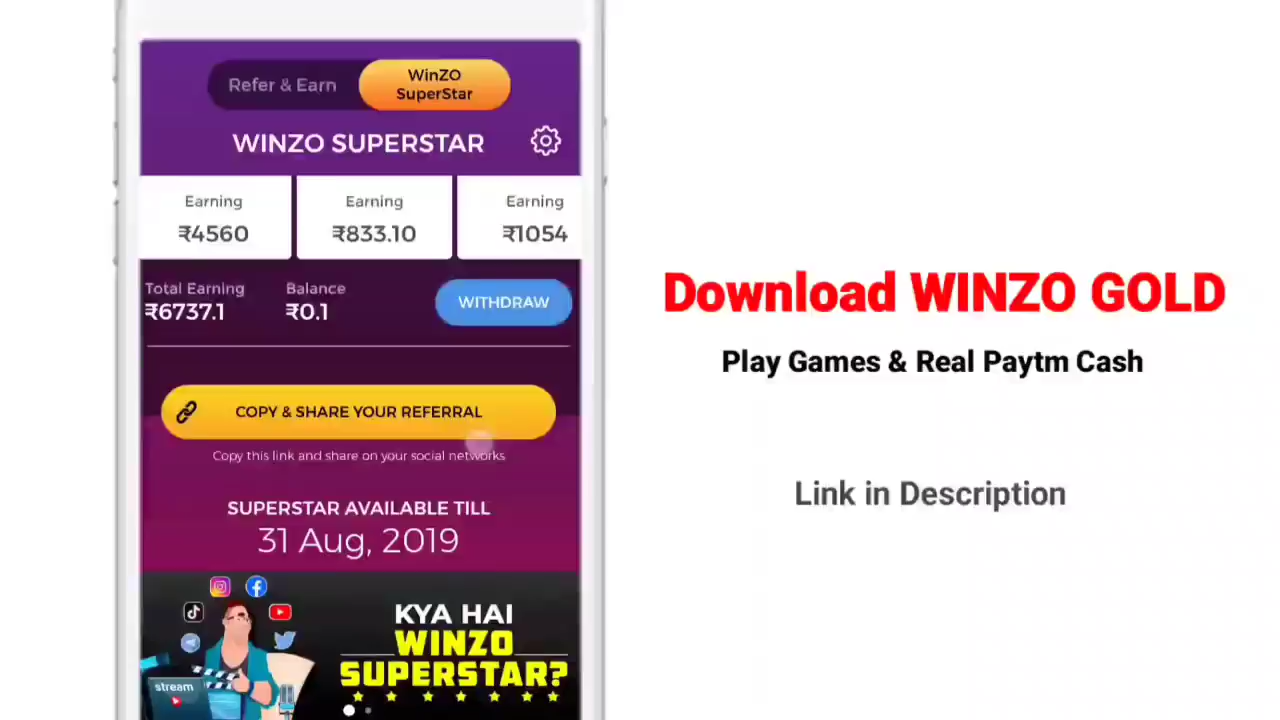 Refer & Earn
WinZO
SuperStar
WINZO SUPERSTAR
Earning
Earning
Earning
₹4560
₹833.10
₹1054
Total Earning
Balance
₹6737.1
₹0.1
WITHDRAW
COPY & SHARE YOUR REFERRAL
Copy this link and share on your social networks
SUPERSTAR AVAILABLE TILL
31 Aug, 2019
KYA HAI
WINZO
SUPERSTAR?
stream
Download WINZO GOLD
Play Games & Real Paytm Cash
Link in Description